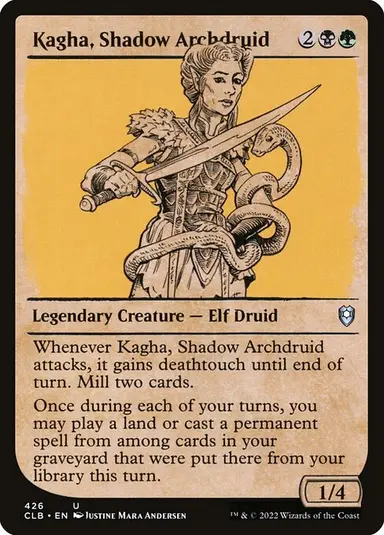 Kagha, Shadow Archdruid 2
Legendary Creature — Elf Druid
Whenever Kagha, Shadow Archdruid
attacks, it gains deathtouch until end of
turn. Mill two cards.
Once during each of your turns, you
may play a land or cast a permanent
spell from among cards in your
graveyard that were put there from your
library this turn.
1/4
426 U
CLB • EN Justine Mara Andersen
™ & © 2022 Wizards of the Coast